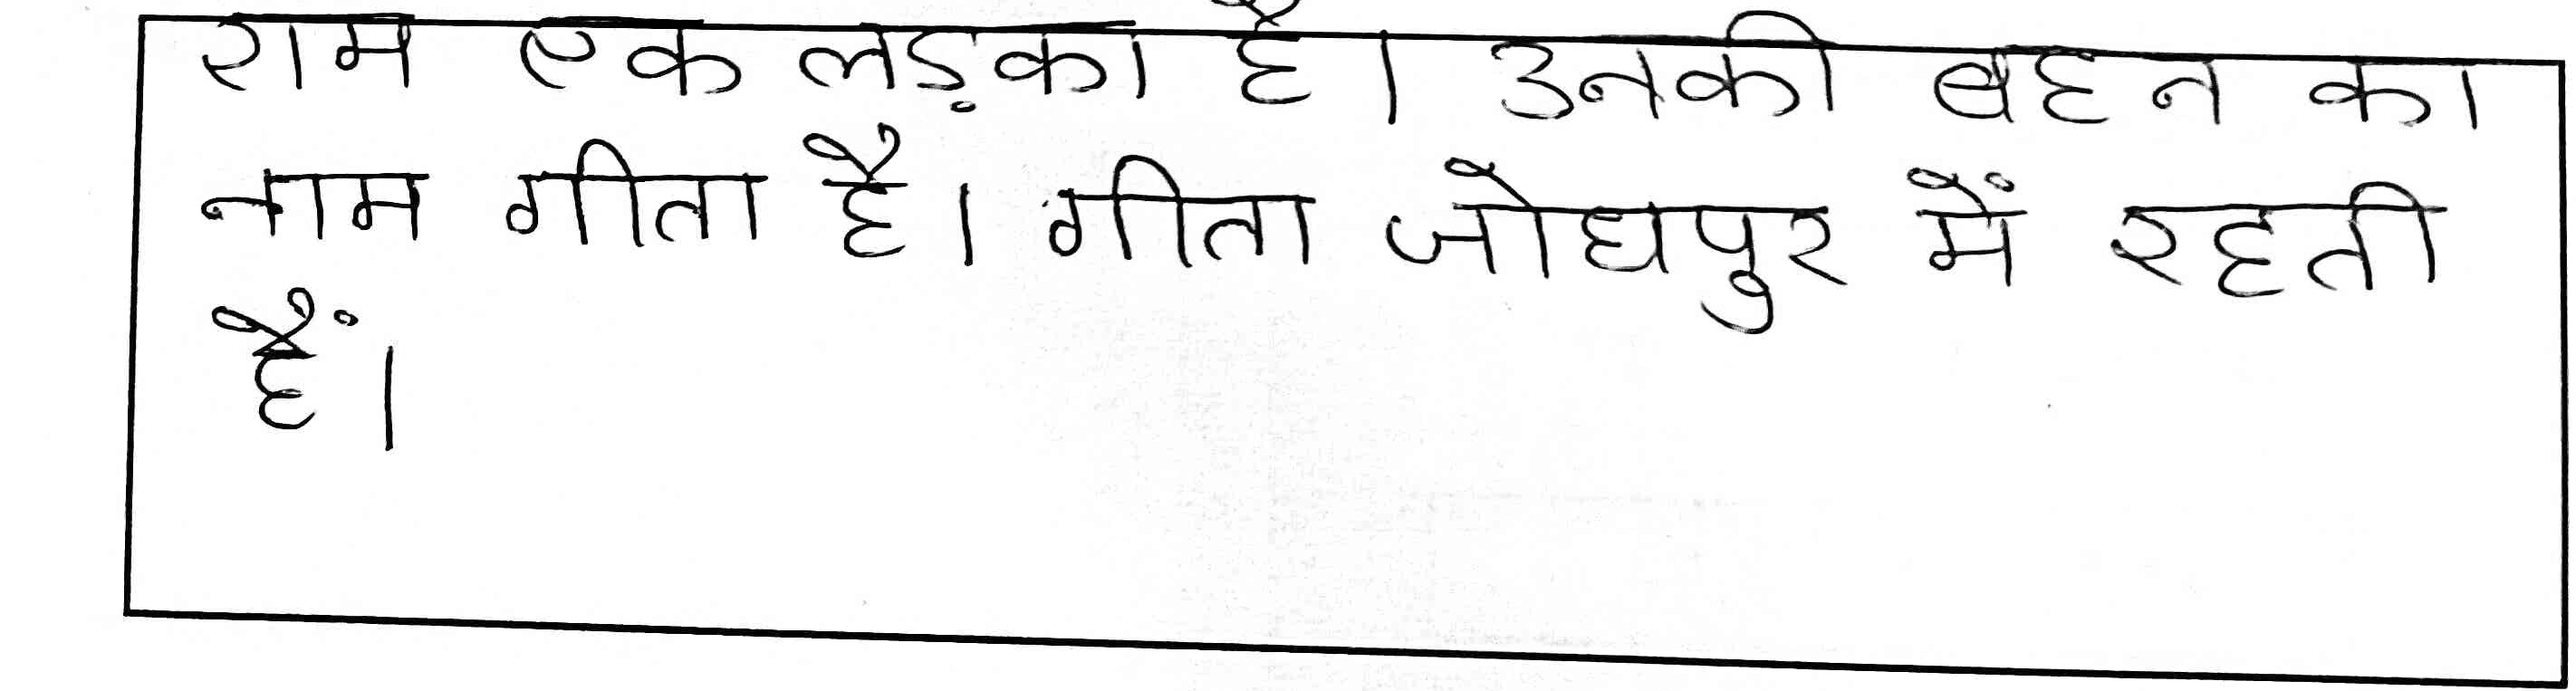 राम एक लड़का है। उनकी बहन का
नाम गीता है। गीता जोधपुर में रहती
हैं।